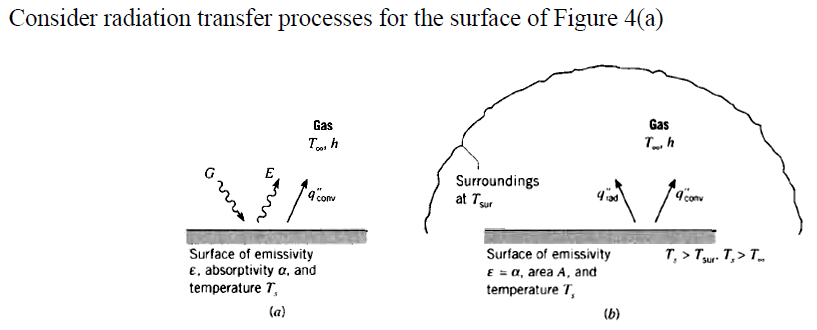 Consider radiation transfer processes for the surface of Figure 4(a)
Gas
T∞, h
G
E
q″conv
Surface of emissivity
ε, absorptivity α, and
temperature Ts
(a)
Gas
T∞, h
Surroundings
at Tsur
q″rad
q″conv
Surface of emissivity
ε = α, area A, and
temperature Ts
Ts > Tsur, Ts > T∞
(b)